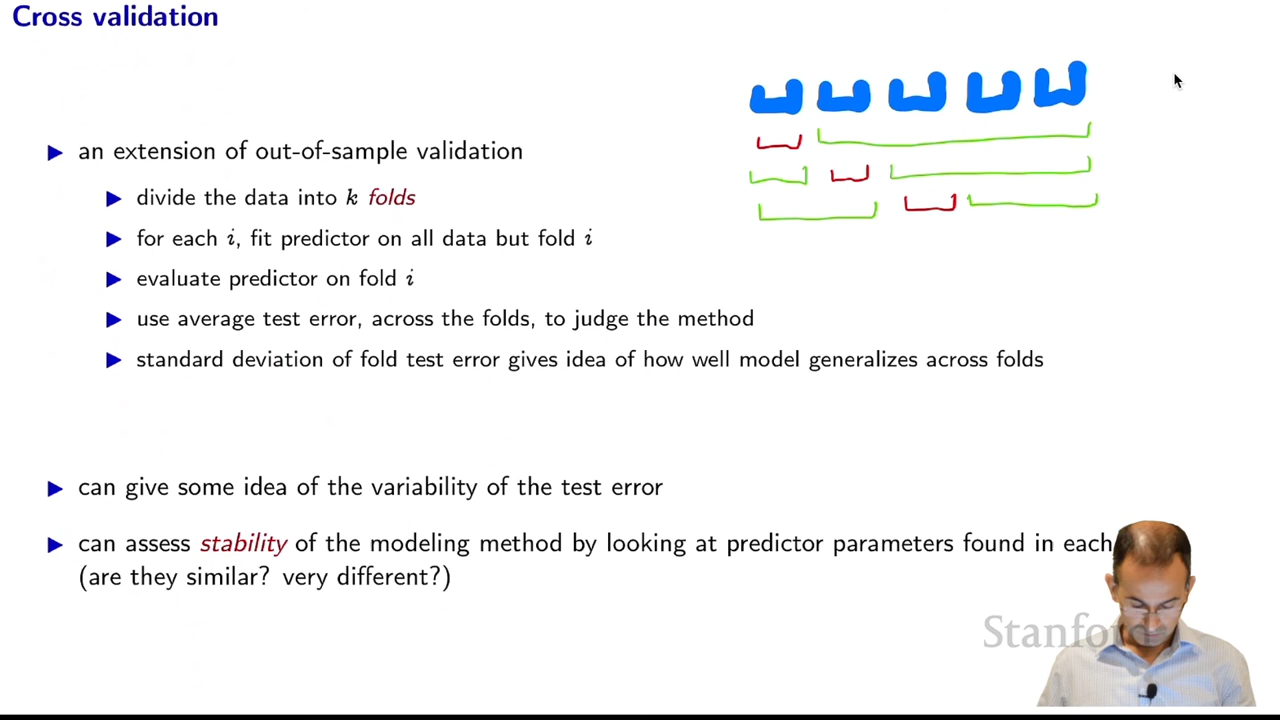 Cross validation
▶ an extension of out-of-sample validation
▶ divide the data into k folds
▶ for each i, fit predictor on all data but fold i
▶ evaluate predictor on fold i
▶ use average test error, across the folds, to judge the method
▶ standard deviation of fold test error gives idea of how well model generalizes across folds
▶ can give some idea of the variability of the test error
▶ can assess stability of the modeling method by looking at predictor parameters found in each
(are they similar? very different?)
Stanford